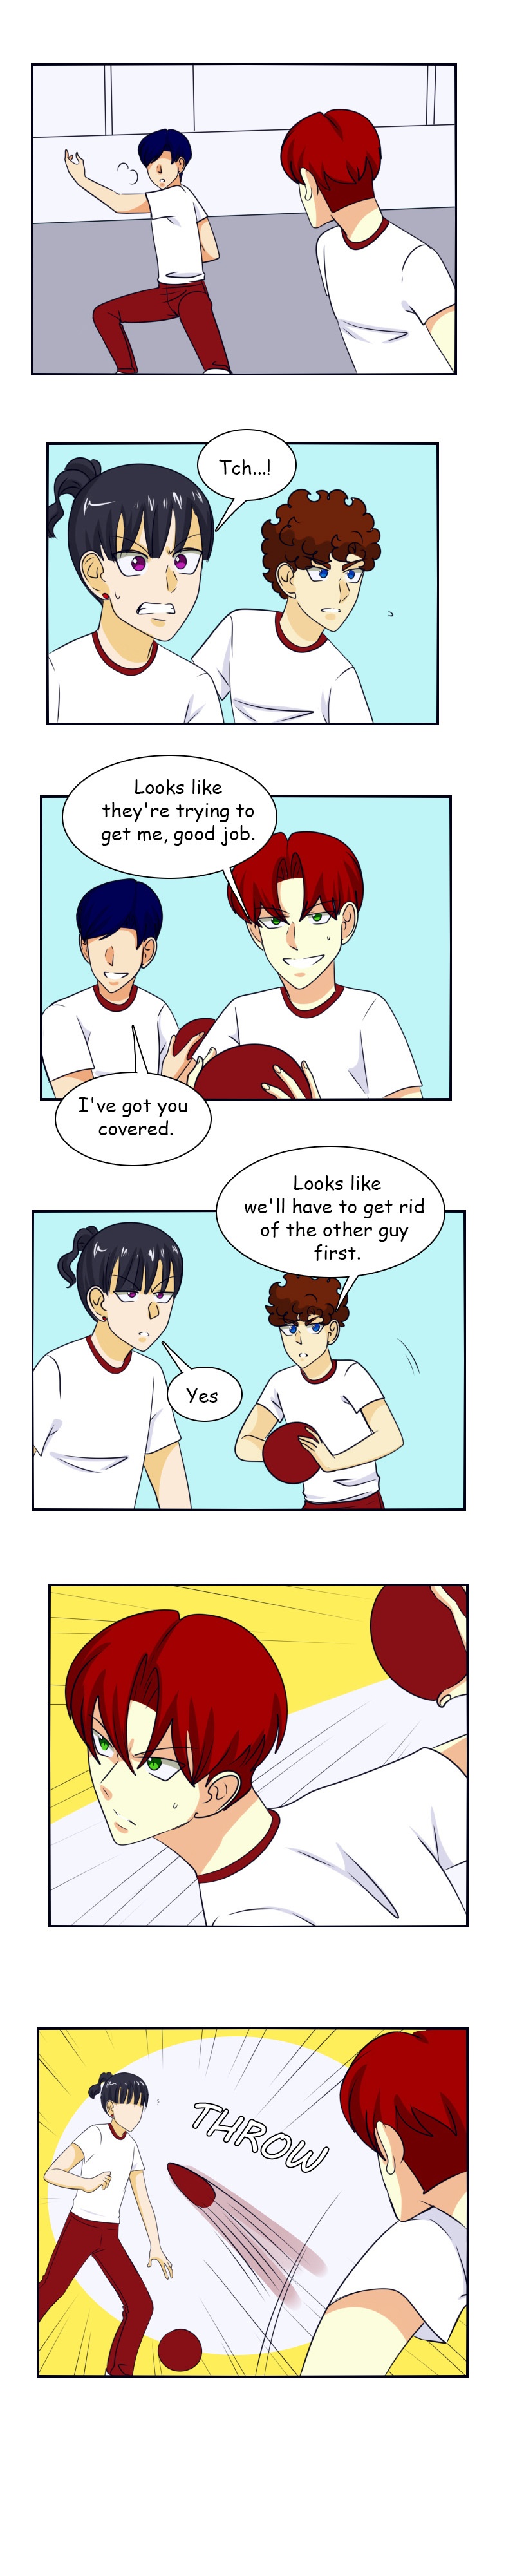 Tch...!
Looks like
they're trying to
get me, good job.
I've got you
covered.
Looks like
we'll have to get rid
of the other guy
first.
Yes
THROW